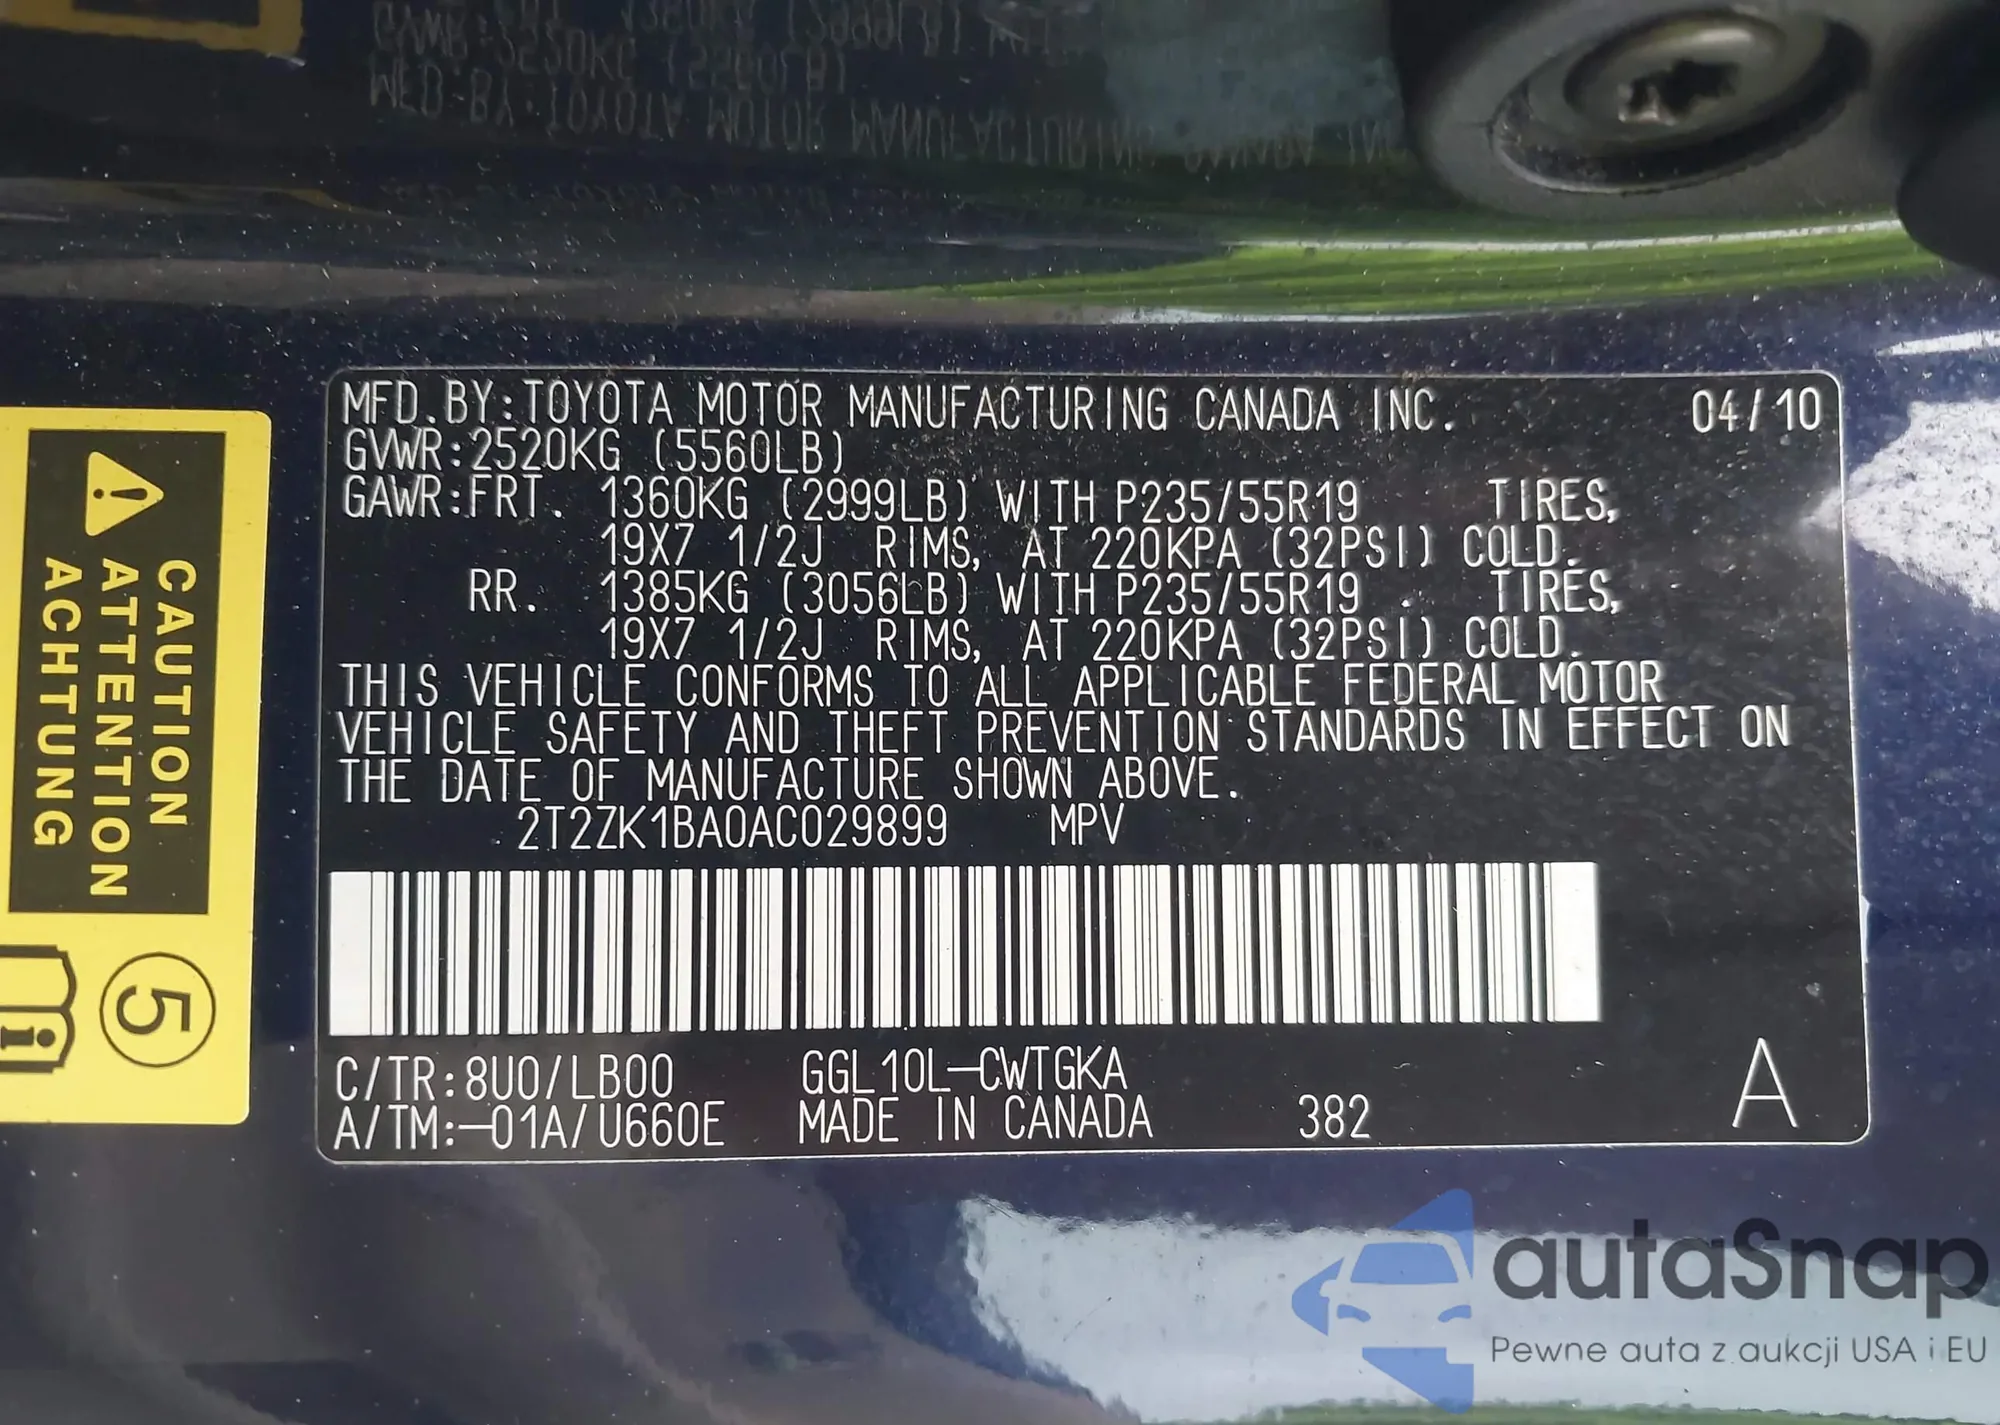 MFD.BY:TOYOTA MOTOR MANUFACTURING CANADA INC. 04/10
GVWR:2520KG (5560LB)
GAWR:FRT. 1360KG (2999LB) WITH P235/55R19 TIRES,
19X7 1/2J RIMS, AT 220KPA (32PSI) COLD.
RR. 1385KG (3056LB) WITH P235/55R19 TIRES,
19X7 1/2J RIMS, AT 220KPA (32PSI) COLD.
THIS VEHICLE CONFORMS TO ALL APPLICABLE FEDERAL MOTOR
VEHICLE SAFETY AND THEFT PREVENTION STANDARDS IN EFFECT ON
THE DATE OF MANUFACTURE SHOWN ABOVE.
2T2ZK1BA0AC029899 MPV
C/TR:8U0/LB00 GGL10L-CWTGKA
A/TM:-01A/U660E MADE IN CANADA 382 A
CAUTION
ATTENTION
ACHTUNG
5
autaSnap
Pewne auta z aukcji USA i EU